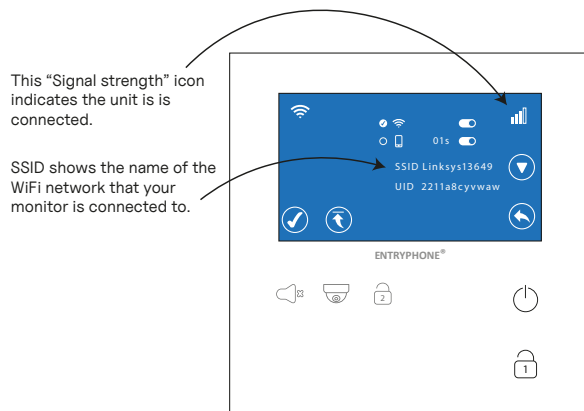 This “Signal strength” icon
indicates the unit is is
connected.
SSID shows the name of the
WiFi network that your
monitor is connected to.
01s
SSID Linksys13649
UID 2211a8cyvwaw
ENTRYPHONE®
2
1